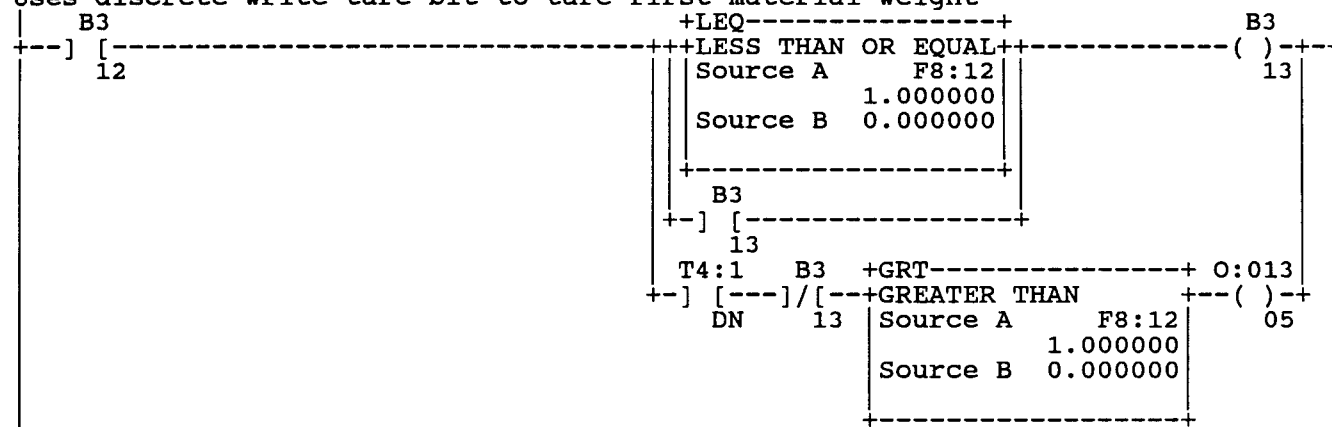 uses discrete write tare bit to tare first material weight
B3 +LEQ---------------+ B3
+--] [-----------------------------+++LESS THAN OR EQUAL++-----------( )-+--
12 Source A F8:12 13
1.000000
Source B 0.000000
+------------------+
B3
+-] [----------------+
13
T4:1 B3 +GRT---------------+ O:013
+-] [---]/[--+GREATER THAN +--( )-+
DN 13 Source A F8:12 05
1.000000
Source B 0.000000
+------------------+